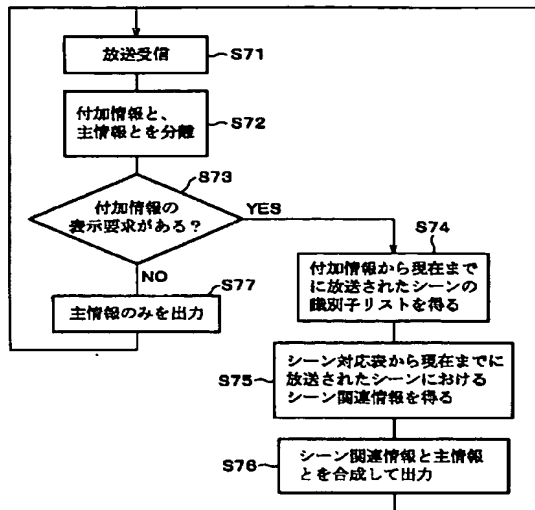 放送受信
S71
付加情報と、
主情報とを分離
S72
S73
付加情報の
表示要求がある？
YES
NO
S77
主情報のみを出力
S74
付加情報から現在まで
に放送されたシーンの
識別子リストを得る
S75
シーン対応表から現在までに
放送されたシーンにおける
シーン関連情報を得る
S76
シーン関連情報と主情報
とを合成して出力